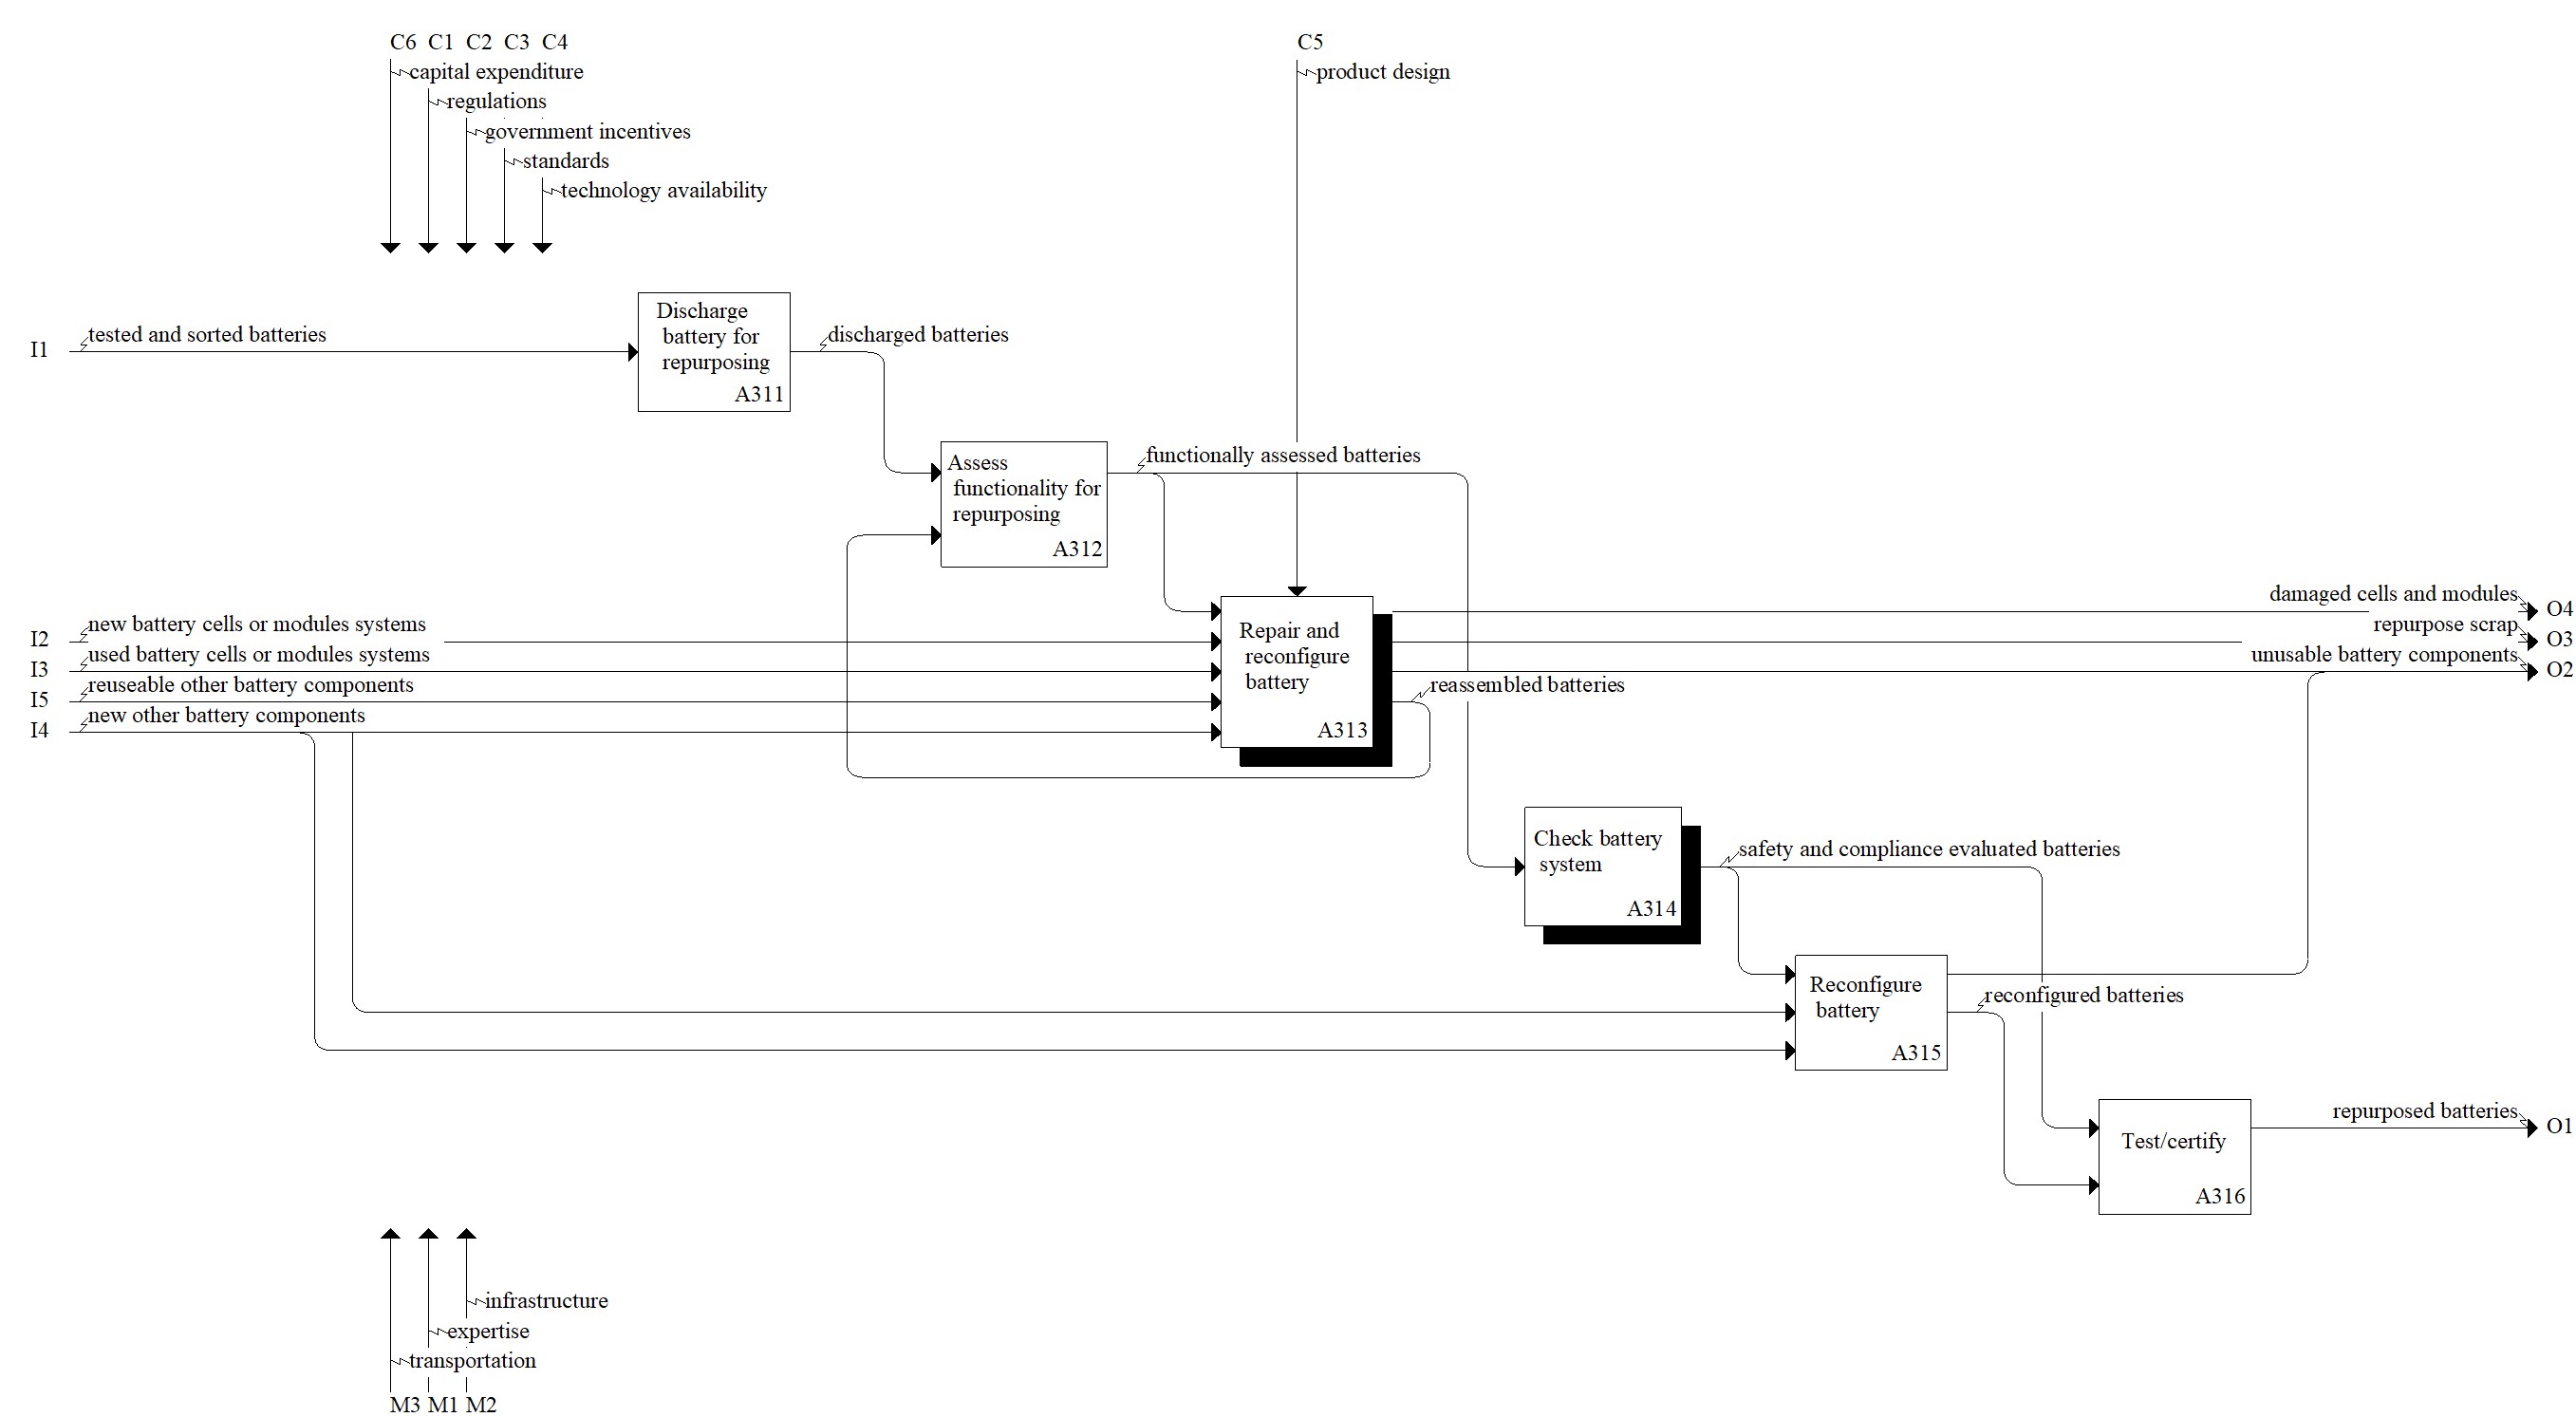 C6 C1 C2 C3 C4
C5
capital expenditure
product design
regulations
government incentives
standards
technology availability
Discharge
battery for
repurposing
A311
I1
tested and sorted batteries
discharged batteries
Assess
functionality for
repurposing
A312
functionally assessed batteries
damaged cells and modules
O4
I2
new battery cells or modules systems
repurpose scrap
O3
I3
used battery cells or modules systems
unusable battery components
O2
I5
reuseable other battery components
I4
new other battery components
Repair and
reconfigure
battery
A313
reassembled batteries
Check battery
system
A314
safety and compliance evaluated batteries
Reconfigure
battery
A315
reconfigured batteries
Test/certify
A316
repurposed batteries
O1
infrastructure
expertise
transportation
M3 M1 M2